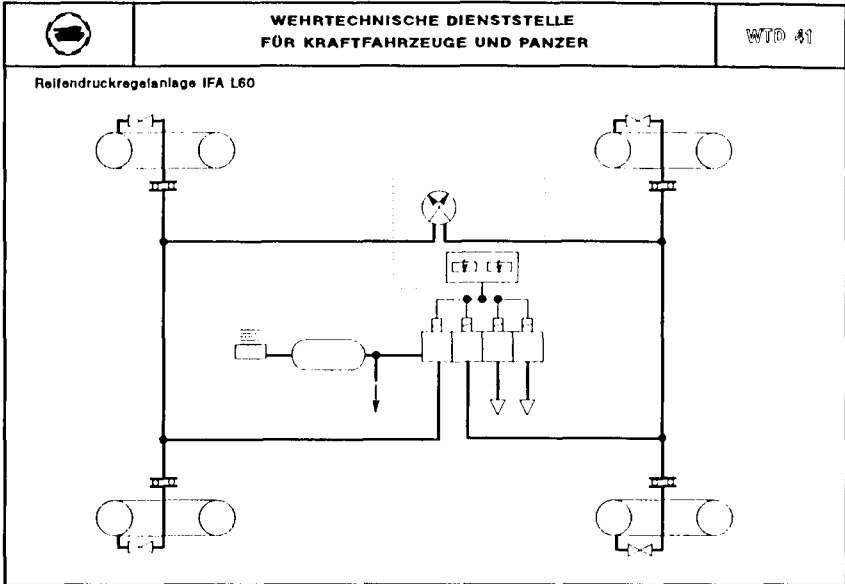 WEHRTECHNISCHE DIENSTSTELLE
FÜR KRAFTFAHRZEUGE UND PANZER
WTD 41
Reifendruckregelanlage IFA L60